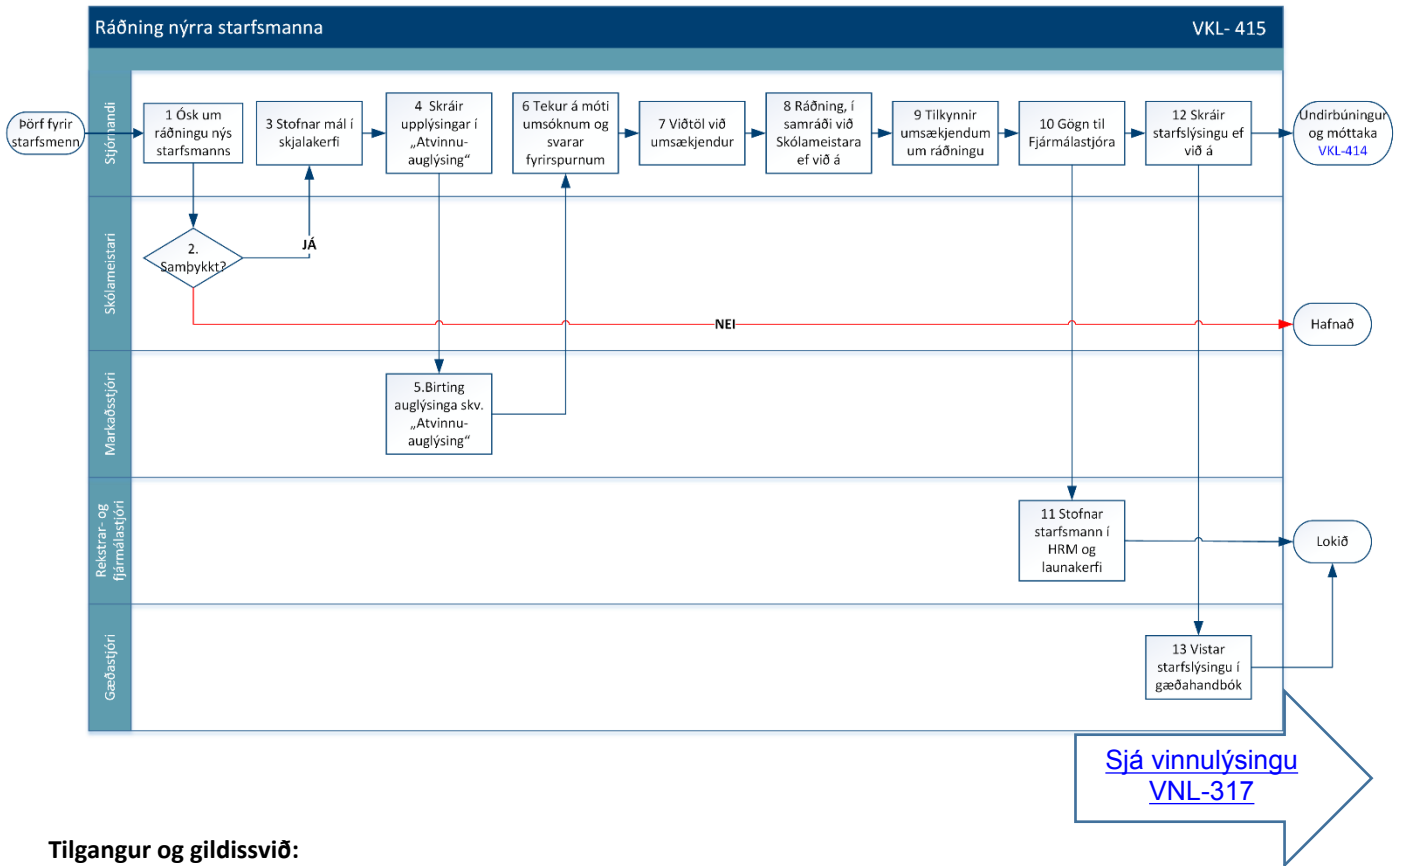 Ráðning nýrra starfsmanna
VKL- 415
Þörf fyrir
starfsmenn
Stjórnandi
1 Ósk um
ráðningu nýs
starfsmanns
3 Stofnar mál í
skjalakerfi
4 Skráir
upplýsingar í
„Atvinnu-
auglýsing“
6 Tekur á móti
umsóknum og
svarar
fyrirspurnum
7 Viðtöl við
umsækjendur
8 Ráðning, í
samráði við
Skólameistara
ef við á
9 Tilkynnir
umsækjendum
um ráðningu
10 Gögn til
Fjármálastjóra
12 Skráir
starfslýsingu ef
við á
Undirbúningur
og móttaka
VKL-414
Skólameistari
2.
Samþykkt?
JÁ
NEI
Hafnað
Markaðsstjóri
5.Birting
auglýsinga skv.
„Atvinnu-
auglýsing“
Rekstrar- og
fjármálastjóri
11 Stofnar
starfsmann í
HRM og
launakerfi
Lokið
Gæðastjóri
13 Vistar
starfslýsingu í
gæðahandbók
Sjá vinnulýsingu
VNL-317
Tilgangur og gildissvið: